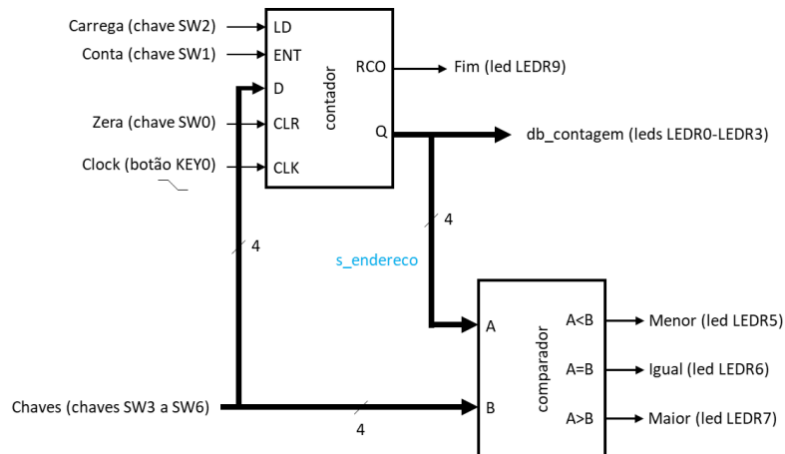 Carrega (chave SW2)
LD
Conta (chave SW1)
ENT
D
Zera (chave SW0)
CLR
Clock (botão KEY0)
CLK
contador
RCO
Fim (led LEDR9)
Q
db_contagem (leds LEDR0-LEDR3)
4
4
s_endereco
Chaves (chaves SW3 a SW6)
4
A
B
comparador
A<B
Menor (led LEDR5)
A=B
Igual (led LEDR6)
A>B
Maior (led LEDR7)